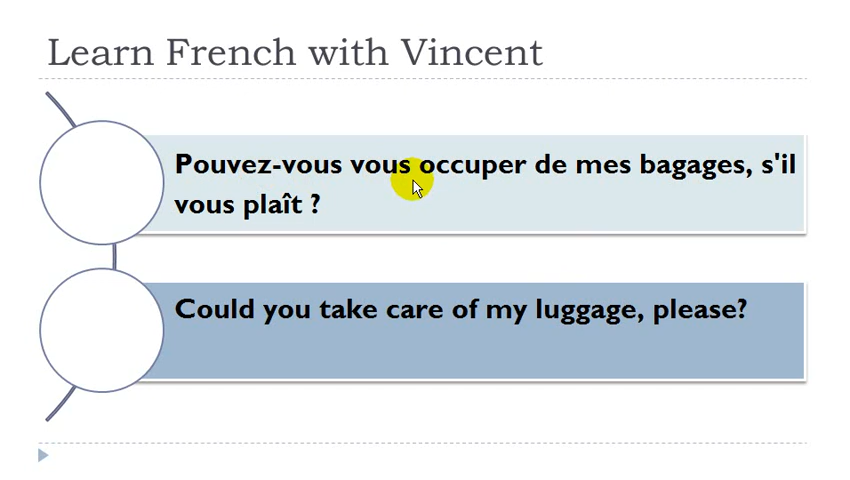 Learn French with Vincent
Pouvez-vous vous occuper de mes bagages, s'il
vous plaît ?
Could you take care of my luggage, please?